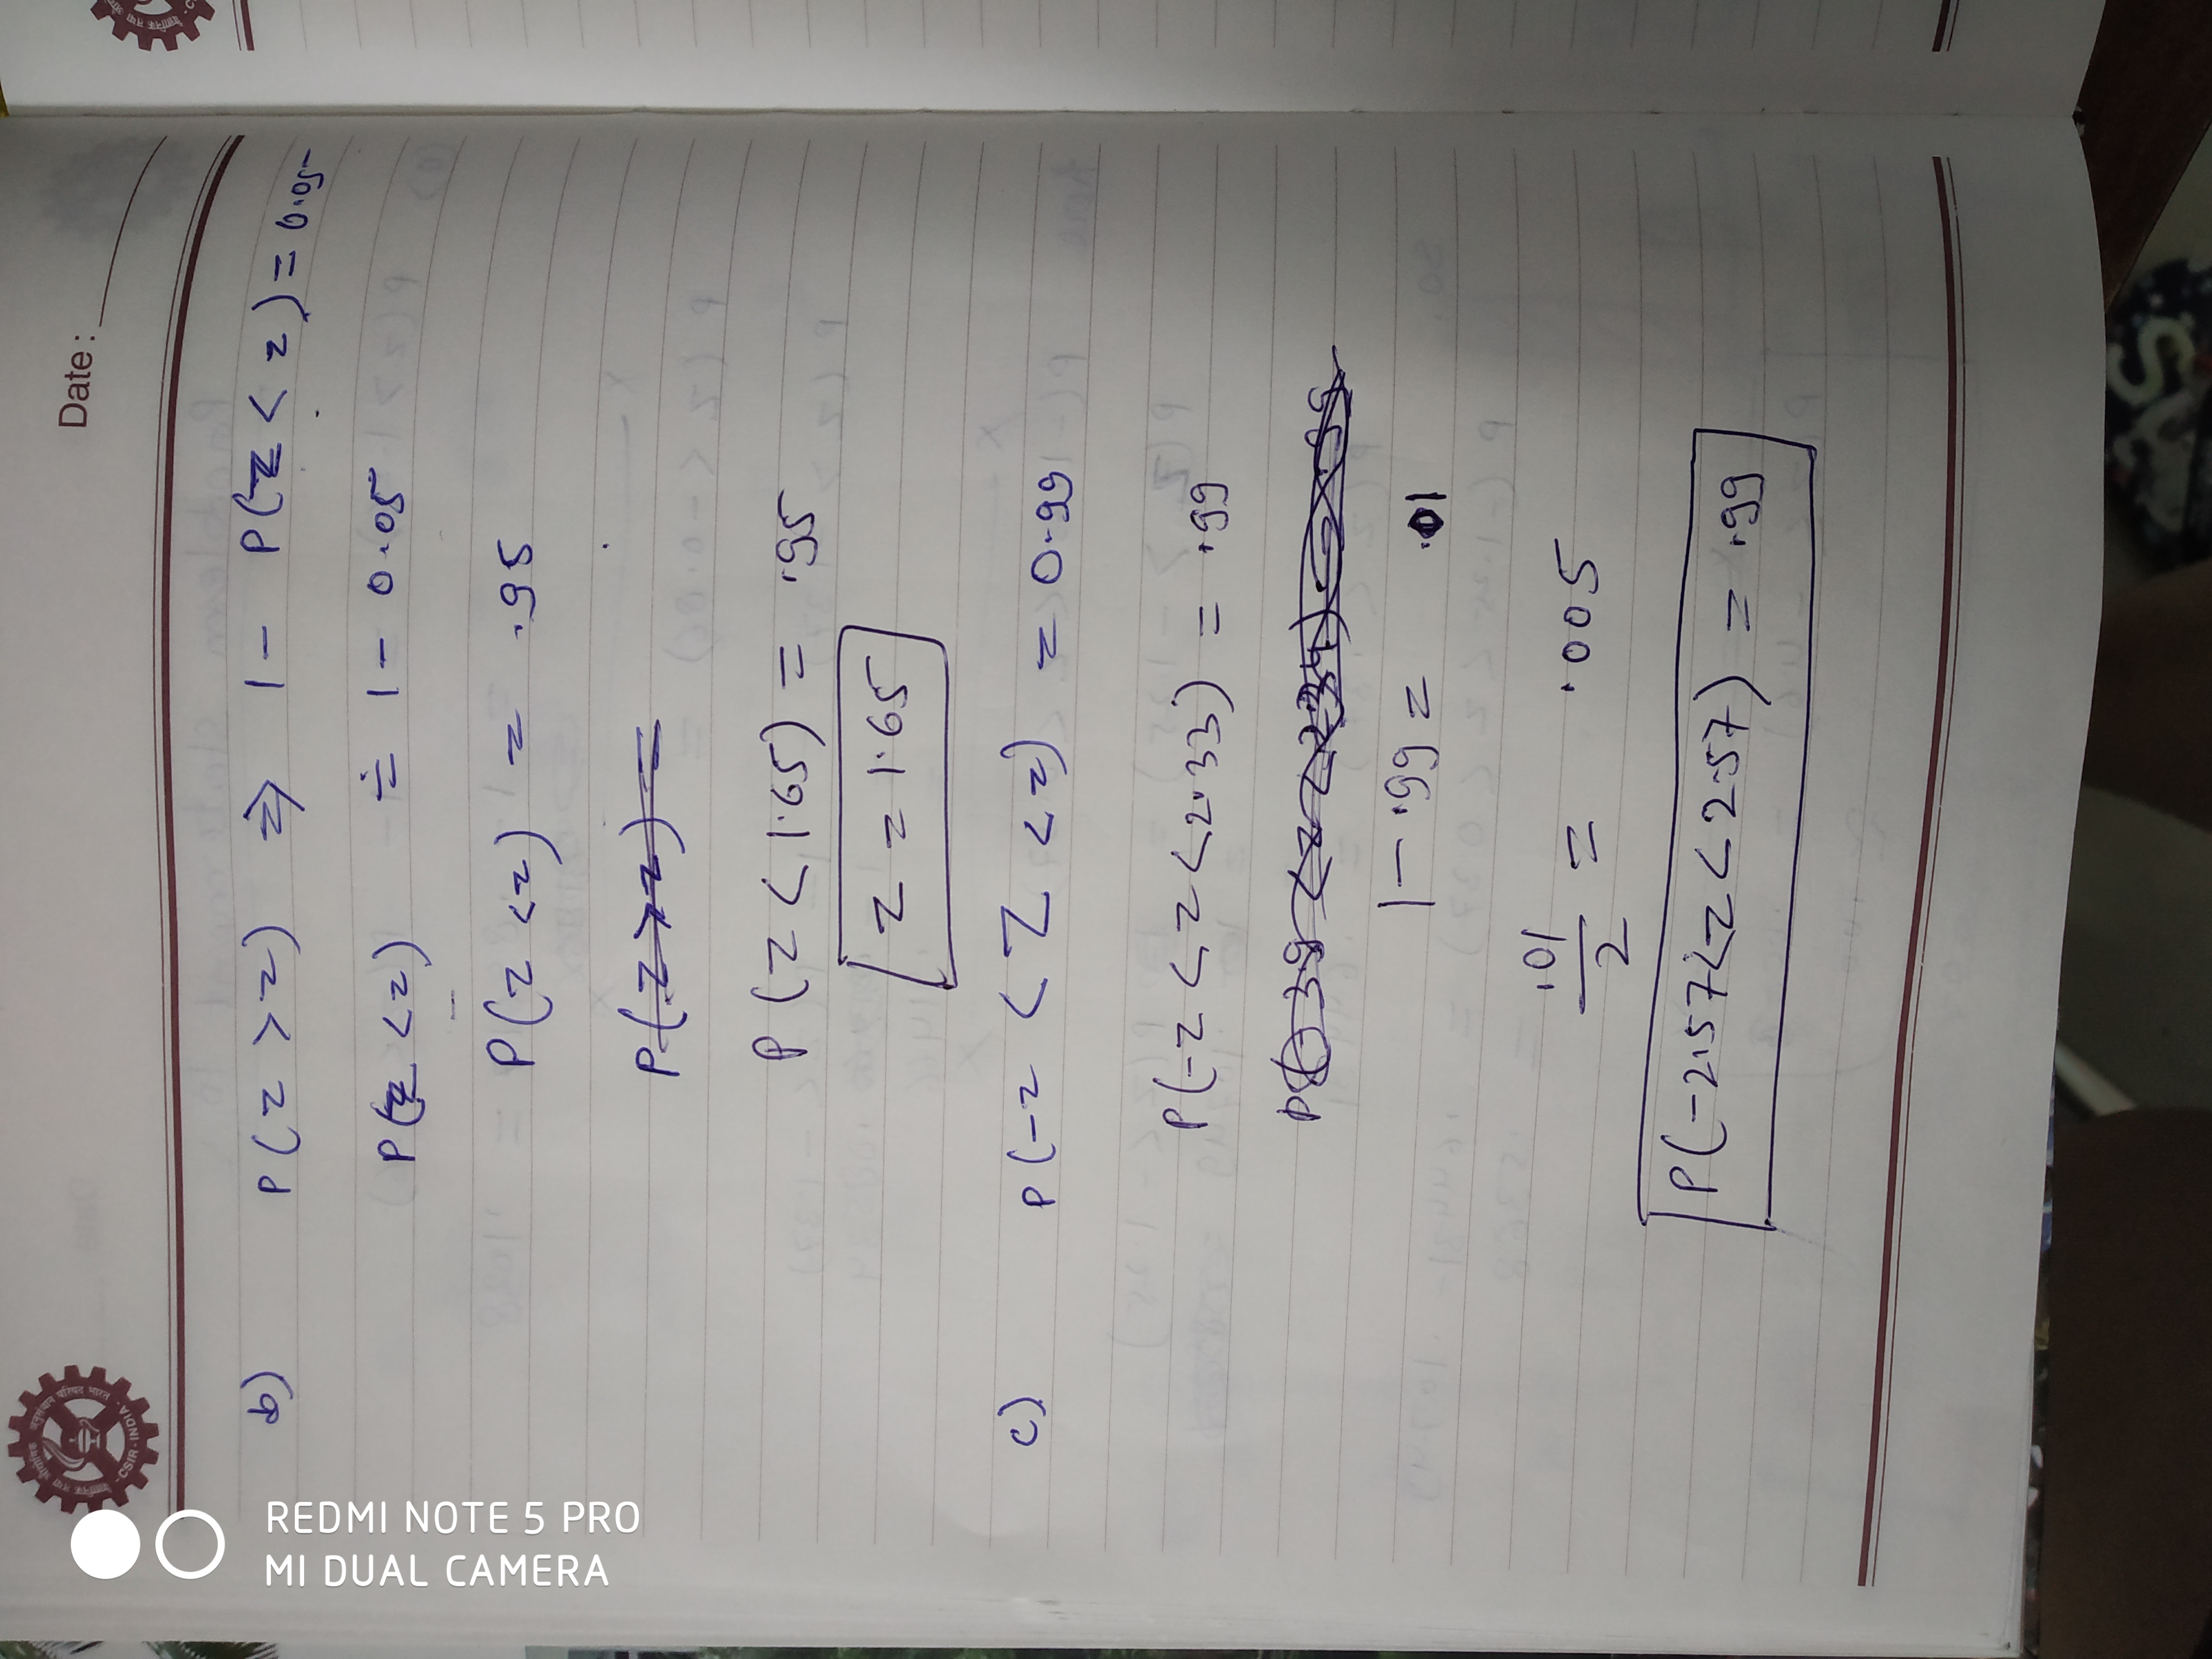 Date :
b) P(z > z) ⇒ 1 - P(z < z) = 0.05
P(z < z) = 1 - 0.05
P(z < z) = .95
P(z > z) =
P(z < 1.65) = .95
z = 1.65
c) P(-z < Z < z) = 0.99
P(-z < z < 2.33) = .99
1 - .99 = .01
.01/2 = .005
P(-2.57 < z < 2.57) = .99
CSIR-INDIA
REDMI NOTE 5 PRO
MI DUAL CAMERA